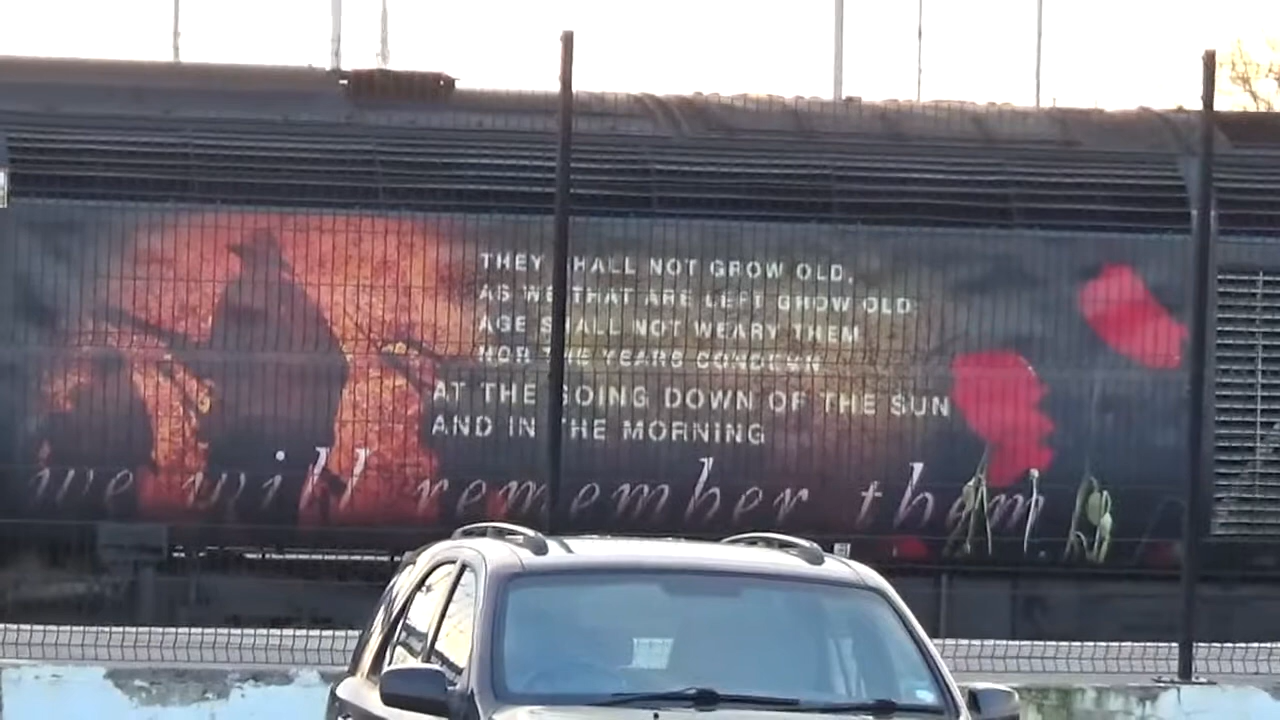 THEY SHALL NOT GROW OLD,
AS WE THAT ARE LEFT GROW OLD
AGE SHALL NOT WEARY THEM
NOR THE YEARS CONDEMN
AT THE GOING DOWN OF THE SUN
AND IN THE MORNING
we will remember them